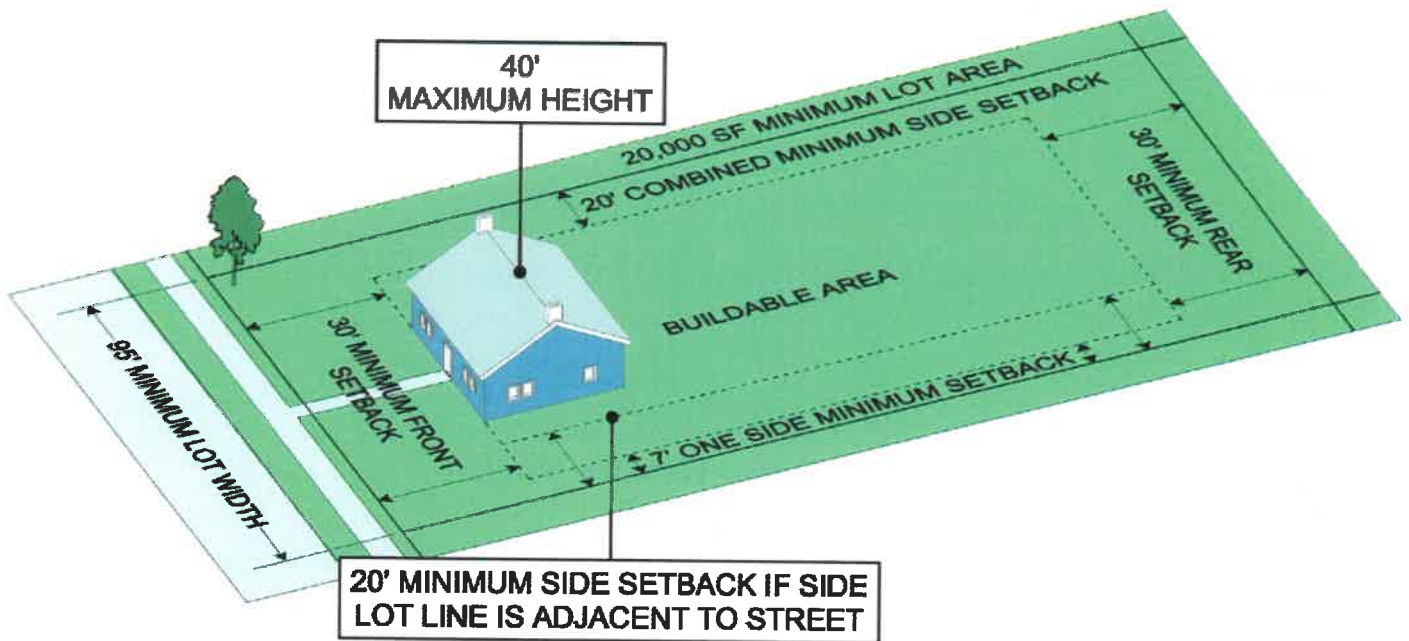 40'
MAXIMUM HEIGHT
20,000 SF MINIMUM LOT AREA
20' COMBINED MINIMUM SIDE SETBACK
30' MINIMUM REAR
SETBACK
BUILDABLE AREA
30' MINIMUM FRONT
SETBACK
95' MINIMUM LOT WIDTH
7' ONE SIDE MINIMUM SETBACK
20' MINIMUM SIDE SETBACK IF SIDE
LOT LINE IS ADJACENT TO STREET